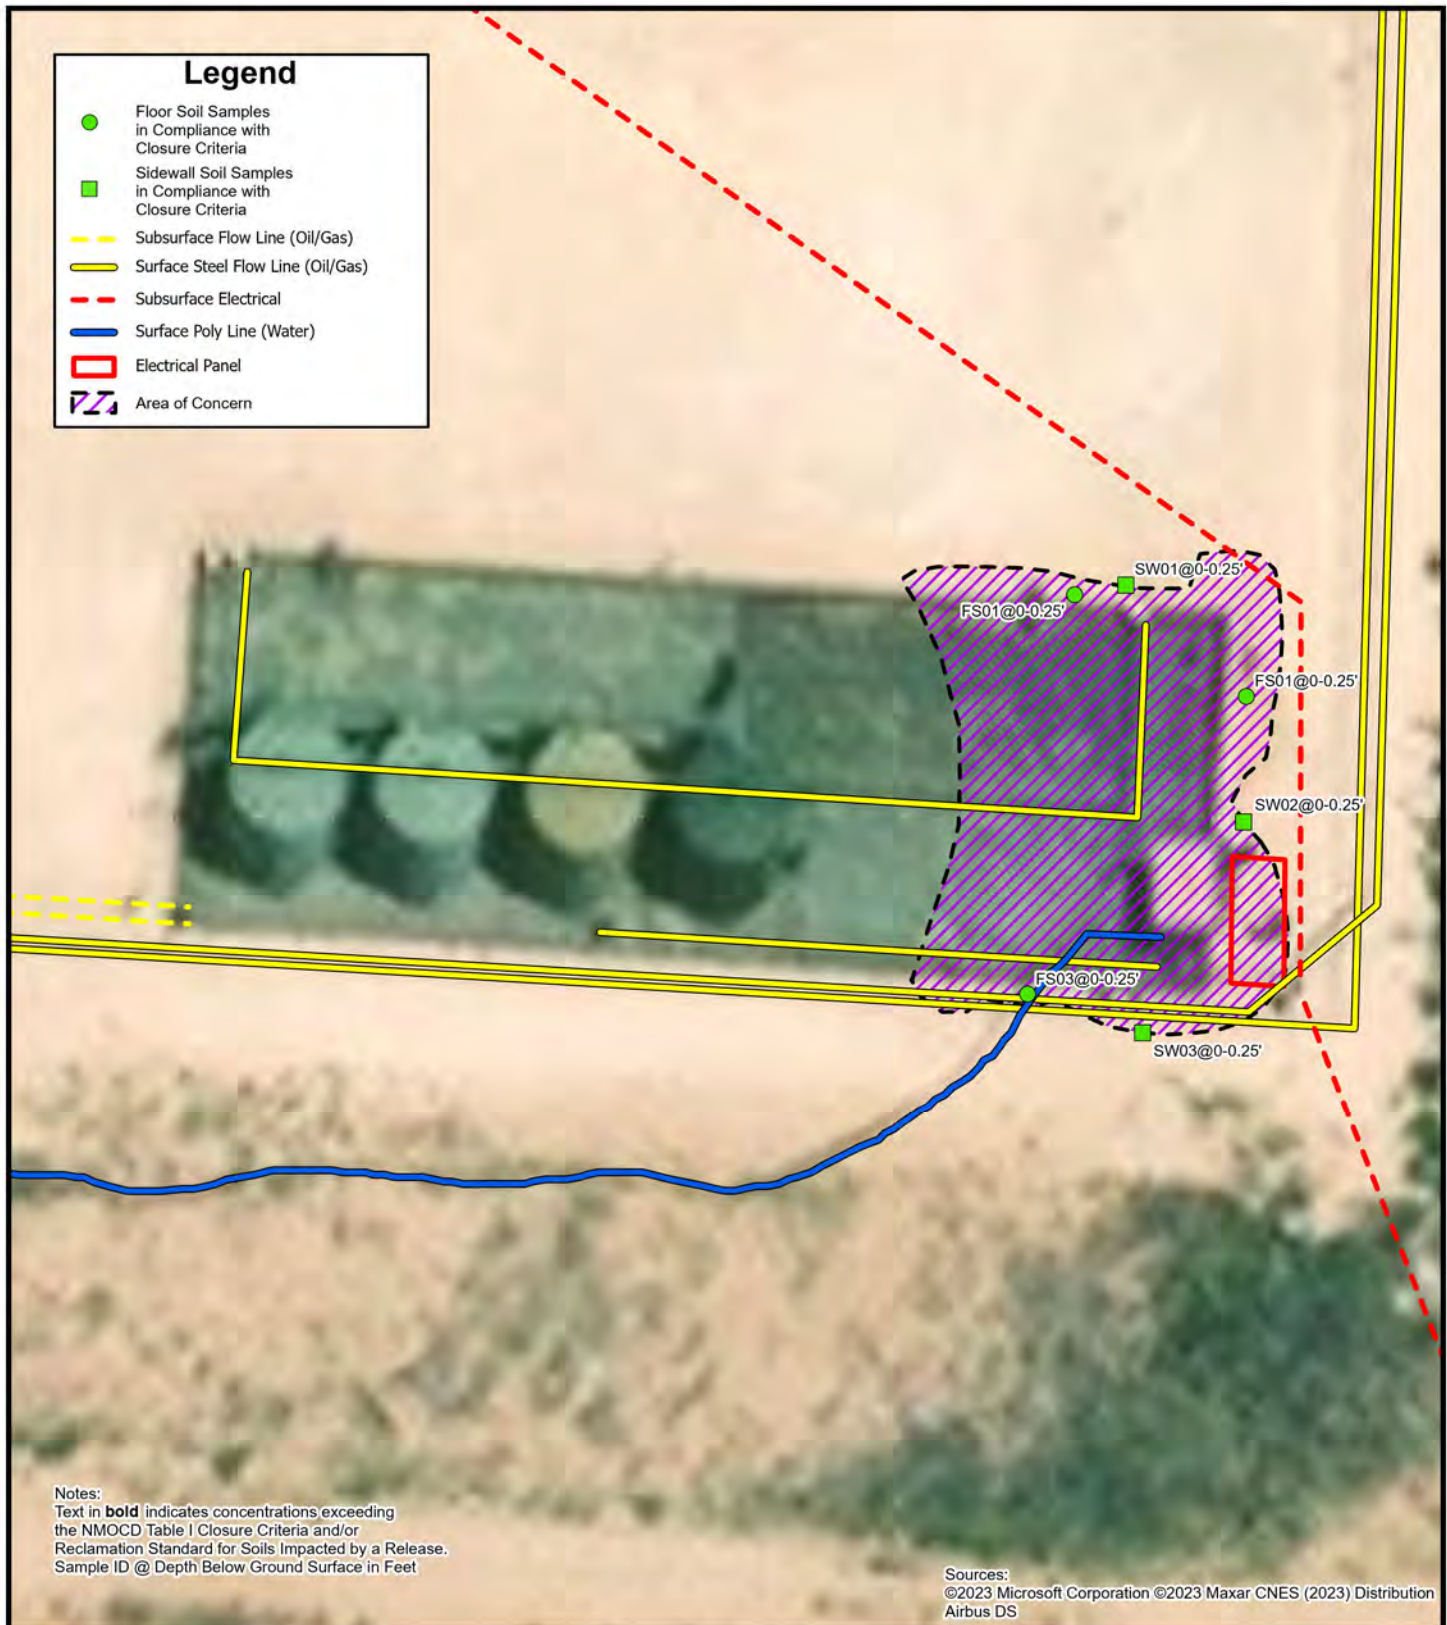 Legend
Floor Soil Samples
in Compliance with
Closure Criteria
Sidewall Soil Samples
in Compliance with
Closure Criteria
Subsurface Flow Line (Oil/Gas)
Surface Steel Flow Line (Oil/Gas)
Subsurface Electrical
Surface Poly Line (Water)
Electrical Panel
Area of Concern
SW01@0-0.25'
FS01@0-0.25'
FS01@0-0.25'
SW02@0-0.25'
FS03@0-0.25'
SW03@0-0.25'
Notes:
Text in bold indicates concentrations exceeding
the NMOCD Table I Closure Criteria and/or
Reclamation Standard for Soils Impacted by a Release.
Sample ID @ Depth Below Ground Surface in Feet
Sources:
©2023 Microsoft Corporation ©2023 Maxar CNES (2023) Distribution
Airbus DS